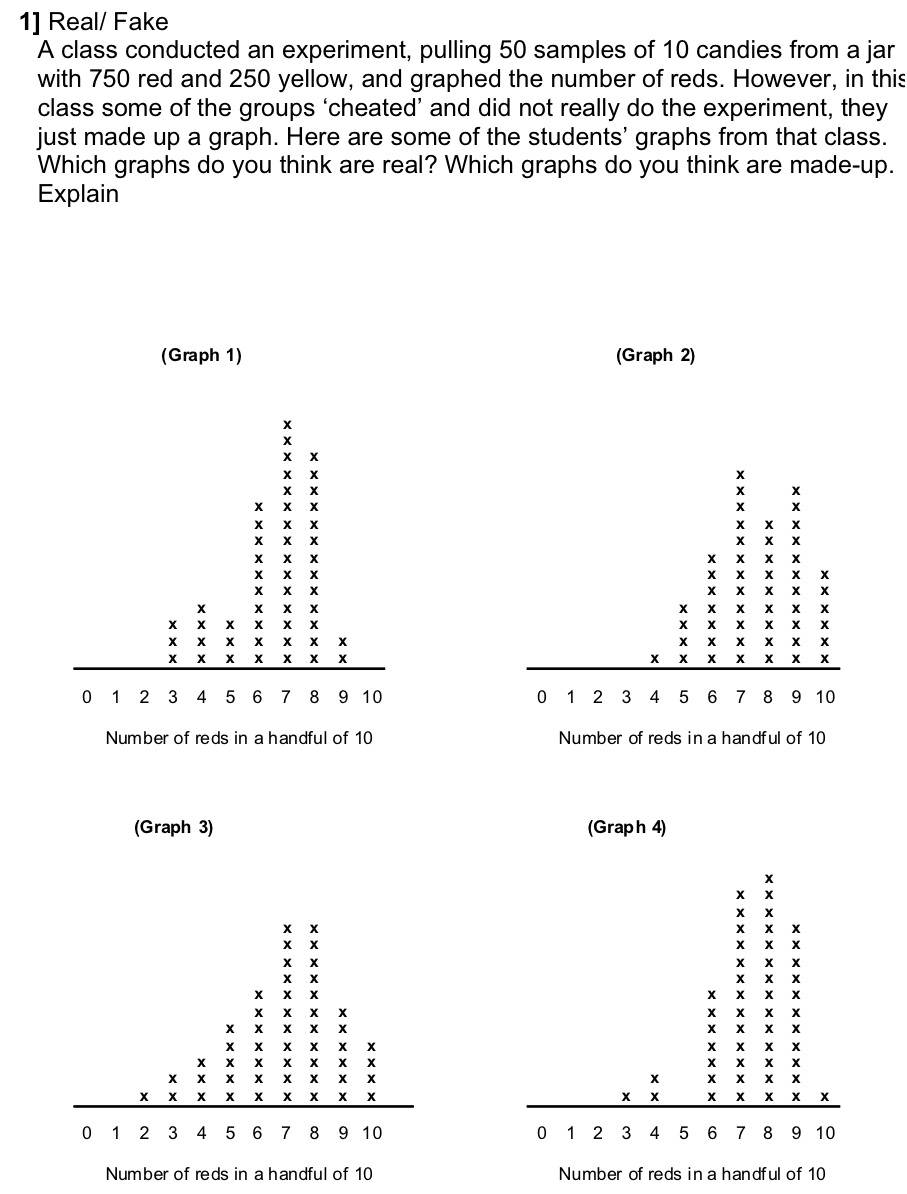 1] Real/ Fake
A class conducted an experiment, pulling 50 samples of 10 candies from a jar
with 750 red and 250 yellow, and graphed the number of reds. However, in this
class some of the groups ‘cheated’ and did not really do the experiment, they
just made up a graph. Here are some of the students’ graphs from that class.
Which graphs do you think are real? Which graphs do you think are made-up.
Explain
(Graph 1) (Graph 2)
x
x
x x
x x x
x x x x
x x x x x
x x x x x x
x x x x x x
x x x x x x x
x x x x x x x x
x x x x x x x x
x x x x x x x x x x
x x x x x x x x x x x
x x x x x x x x x x x x x
x x x x x x x x x x x x x x
0 1 2 3 4 5 6 7 8 9 10 0 1 2 3 4 5 6 7 8 9 10
Number of reds in a handful of 10 Number of reds in a handful of 10
(Graph 3) (Graph 4)
x
x x
x x
x x x x x
x x x x x
x x x x x
x x x x x
x x x x x x x
x x x x x x x x
x x x x x x x x x
x x x x x x x x x x
x x x x x x x x x x x
x x x x x x x x x x x x x
x x x x x x x x x x x x x x x x
0 1 2 3 4 5 6 7 8 9 10 0 1 2 3 4 5 6 7 8 9 10
Number of reds in a handful of 10 Number of reds in a handful of 10